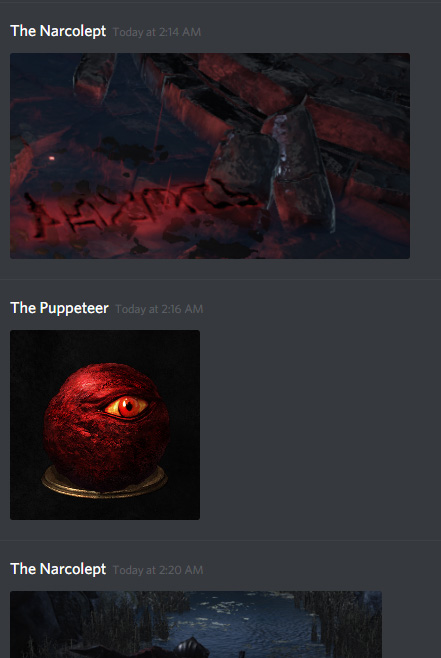 The Narcolept Today at 2:14 AM
The Puppeteer Today at 2:16 AM
The Narcolept Today at 2:20 AM